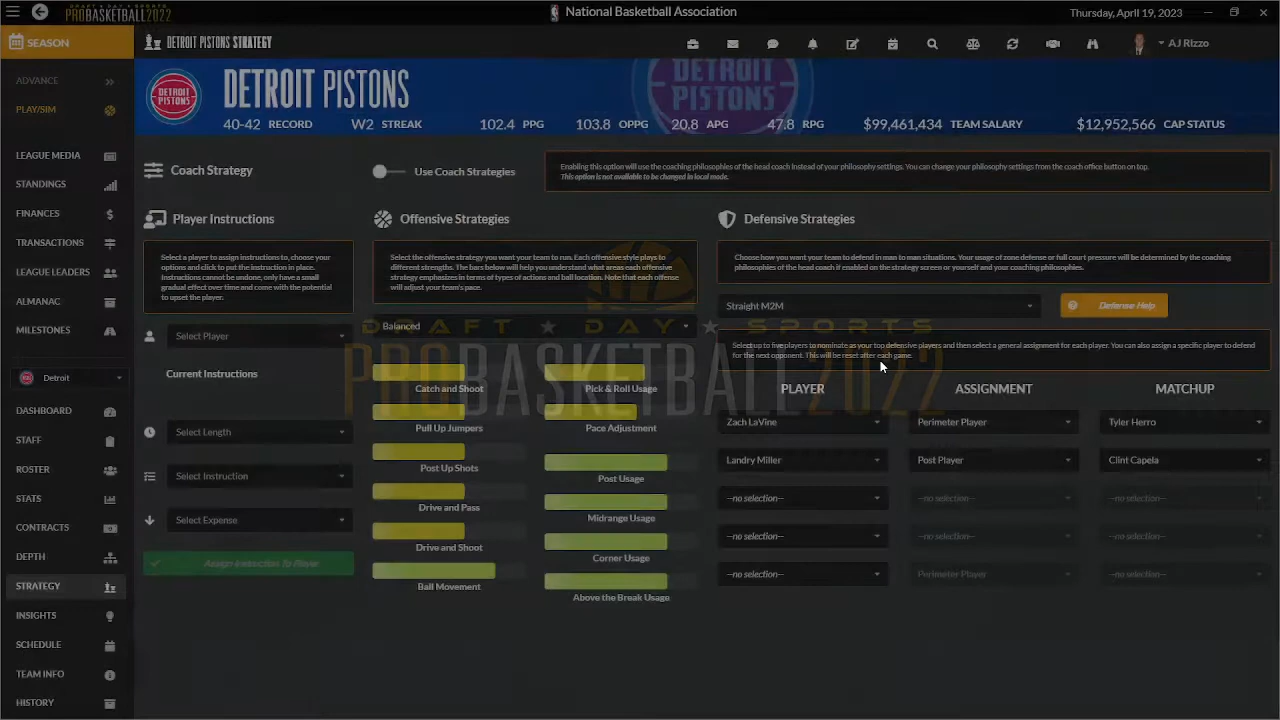 DRAFT • DAY • SPORTS
PROBASKETBALL2022
National Basketball Association
Thursday, April 19, 2023
SEASON
DETROIT PISTONS STRATEGY
AJ Rizzo
ADVANCE
PLAY/SIM
LEAGUE MEDIA
STANDINGS
FINANCES
TRANSACTIONS
LEAGUE LEADERS
ALMANAC
MILESTONES
Detroit
DASHBOARD
STAFF
ROSTER
STATS
CONTRACTS
DEPTH
STRATEGY
INSIGHTS
SCHEDULE
TEAM INFO
HISTORY
DETROIT PISTONS
DETROIT PISTONS
DETROIT
PISTONS
40-42 RECORD
W2 STREAK
102.4 PPG
103.8 OPPG
20.8 APG
47.8 RPG
$99,461,434 TEAM SALARY
$12,952,566 CAP STATUS
Coach Strategy
Use Coach Strategies
Enabling this option will use the coaching philosophies of the head coach instead of your philosophy settings. You can change your philosophy settings from the coach office button on top.
This option is not available to be changed in local mode.
Player Instructions
Select a player to assign instructions to, choose your
options and click to put the instruction in place.
Instructions cannot be undone, only have a small
gradual effect over time and come with the potential
to upset the player.
Select Player
Current Instructions
Select Length
Select Instruction
Select Expense
Assign Instruction To Player
Offensive Strategies
Select the offensive strategy you want your team to run. Each offensive style plays to
different strengths. The bars below will help you understand what areas each offensive
strategy emphasizes in terms of types of actions and ball location. Note that each offense
will adjust your team's pace.
Balanced
Catch and Shoot
Pull Up Jumpers
Post Up Shots
Drive and Pass
Drive and Shoot
Ball Movement
Pick & Roll Usage
Pace Adjustment
Post Usage
Midrange Usage
Corner Usage
Above the Break Usage
Defensive Strategies
Choose how you want your team to defend in man to man situations. Your usage of zone defense or full court pressure will be determined by the coaching
philosophies of the head coach if enabled on the strategy screen or yourself and your coaching philosophies.
Straight M2M
Defense Help
Select up to five players to nominate as your top defensive players and then select a general assignment for each player. You can also assign a specific player to defend
for the next opponent. This will be reset after each game.
PLAYER ASSIGNMENT MATCHUP
Zach LaVine Perimeter Player Tyler Herro
Landry Miller Post Player Clint Capela
--no selection-- --no selection-- --no selection--
--no selection-- --no selection-- --no selection--
--no selection-- Perimeter Player --no selection--
DRAFT ★ DAY ★ SPORTS
PROBASKETBALL2022